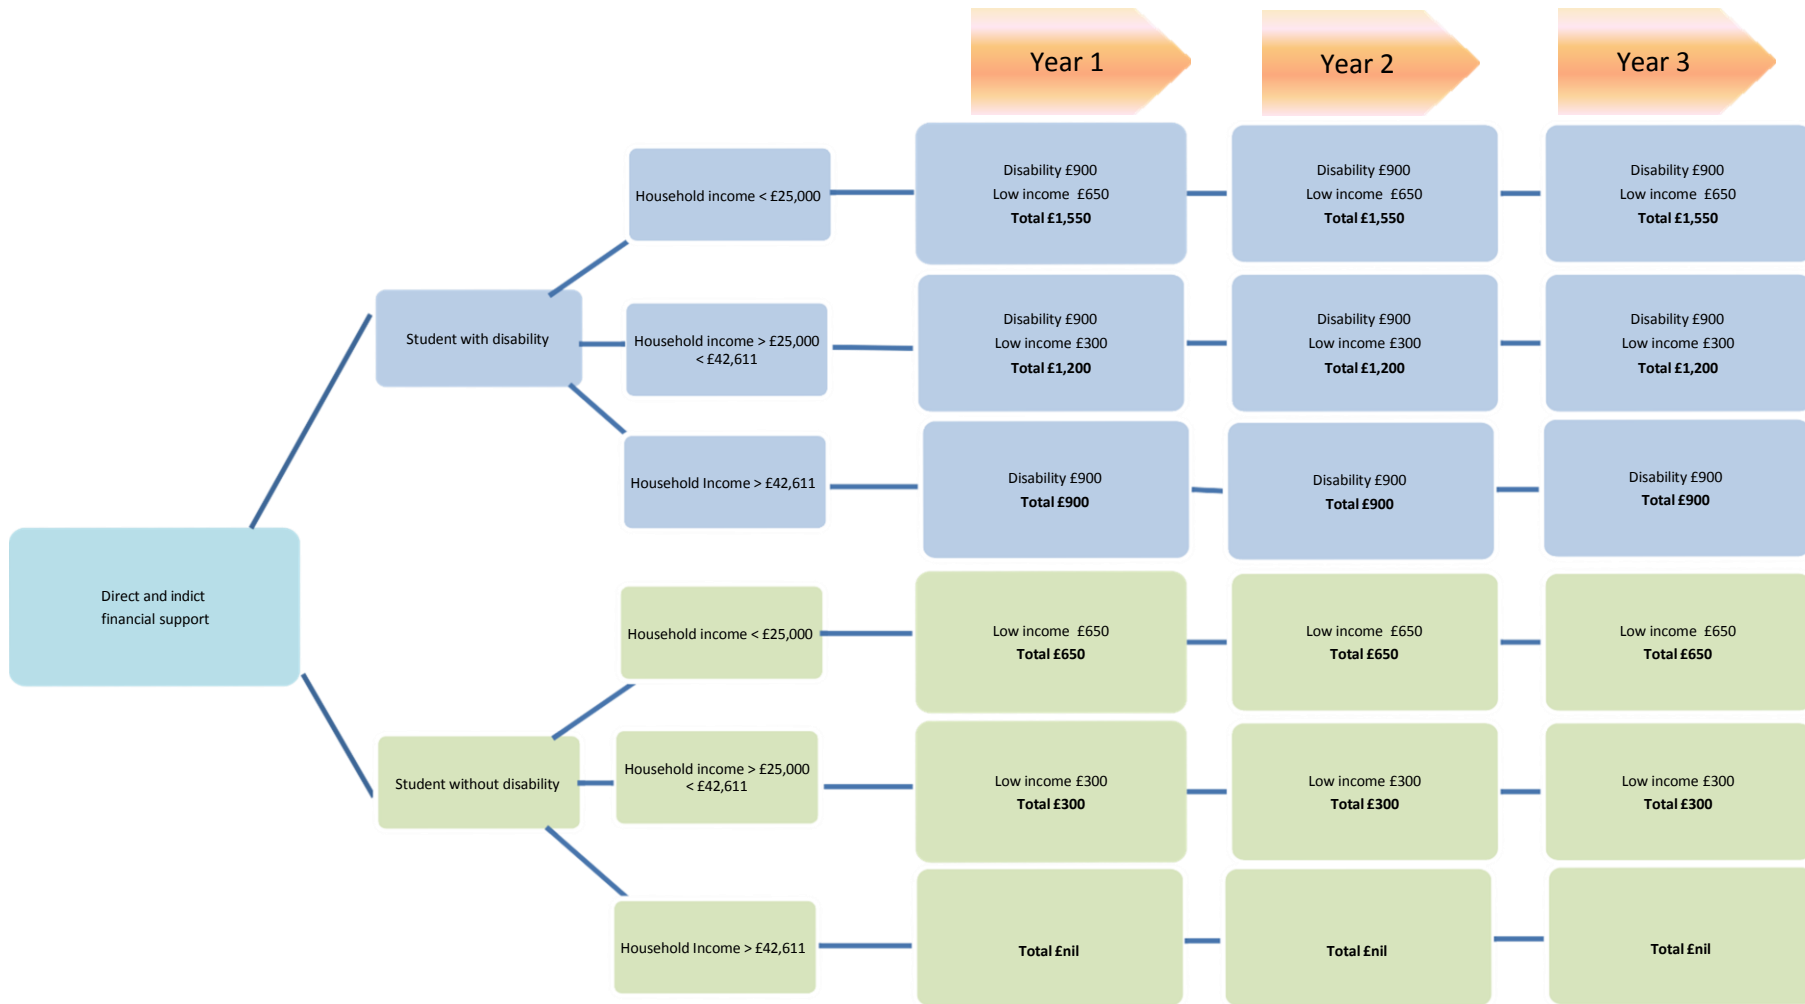 Year 1
Year 2
Year 3
Household income < £25,000
Disability £900
Low income  £650
Total £1,550
Disability £900
Low income  £650
Total £1,550
Disability £900
Low income  £650
Total £1,550
Student with disability
Household income > £25,000
< £42,611
Disability £900
Low income £300
Total £1,200
Disability £900
Low income £300
Total £1,200
Disability £900
Low income £300
Total £1,200
Household Income > £42,611
Disability £900
Total £900
Disability £900
Total £900
Disability £900
Total £900
Direct and indict
financial support
Household income < £25,000
Low income  £650
Total £650
Low income  £650
Total £650
Low income  £650
Total £650
Student without disability
Household income > £25,000
< £42,611
Low income £300
Total £300
Low income £300
Total £300
Low income £300
Total £300
Household Income > £42,611
Total £nil
Total £nil
Total £nil